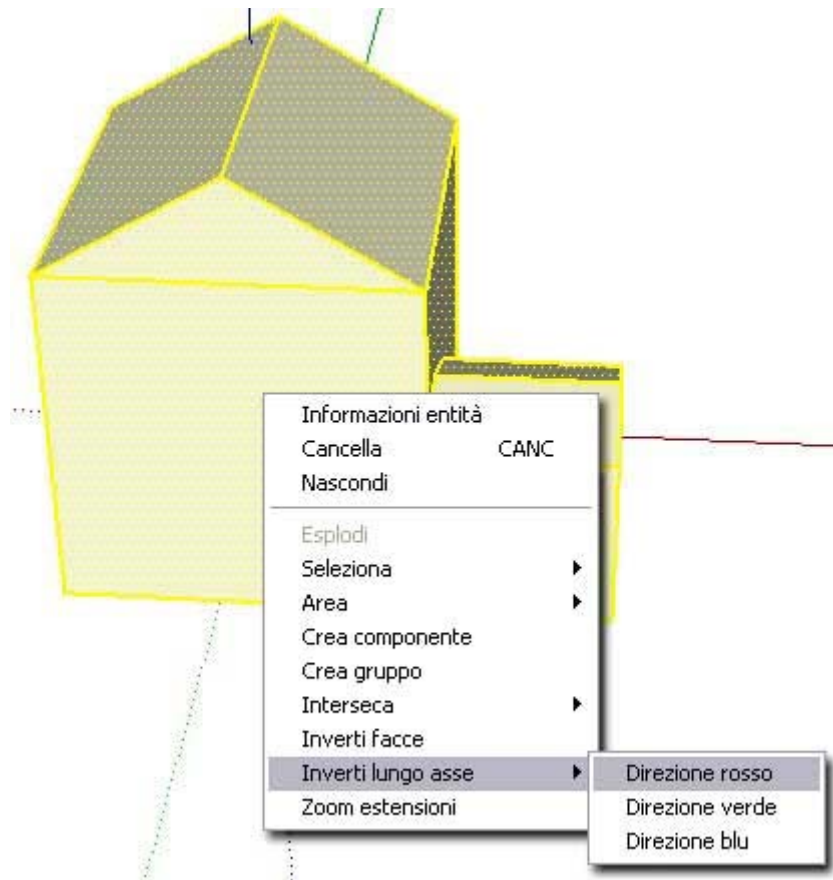 Informazioni entità
Cancella CANC
Nascondi
Esplodi
Seleziona
Area
Crea componente
Crea gruppo
Interseca
Inverti facce
Inverti lungo asse
Zoom estensioni
Direzione rosso
Direzione verde
Direzione blu